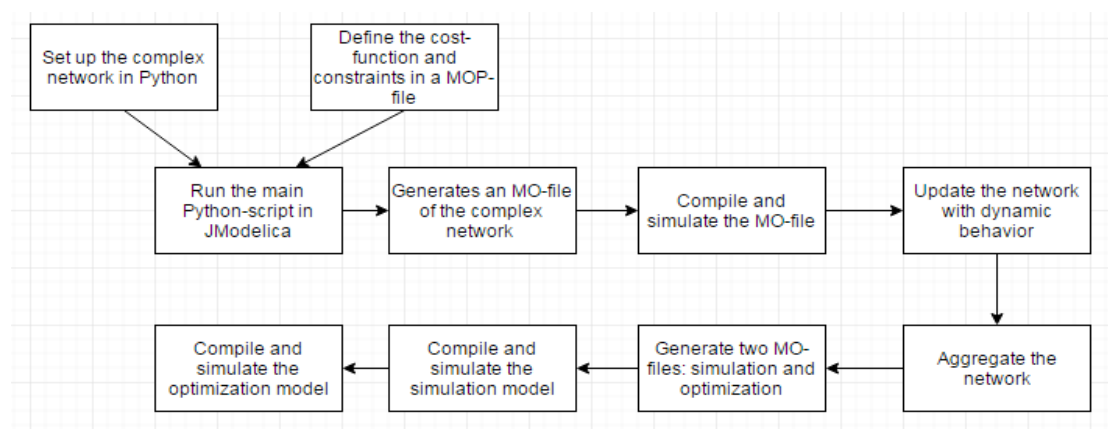 Set up the complex
network in Python
Define the cost-
function and
constraints in a MOP-
file
Run the main
Python-script in
JModelica
Generates an MO-file
of the complex
network
Compile and
simulate the MO-file
Update the network
with dynamic
behavior
Compile and
simulate the
optimization model
Compile and
simulate the
simulation model
Generate two MO-
files: simulation and
optimization
Aggregate the
network